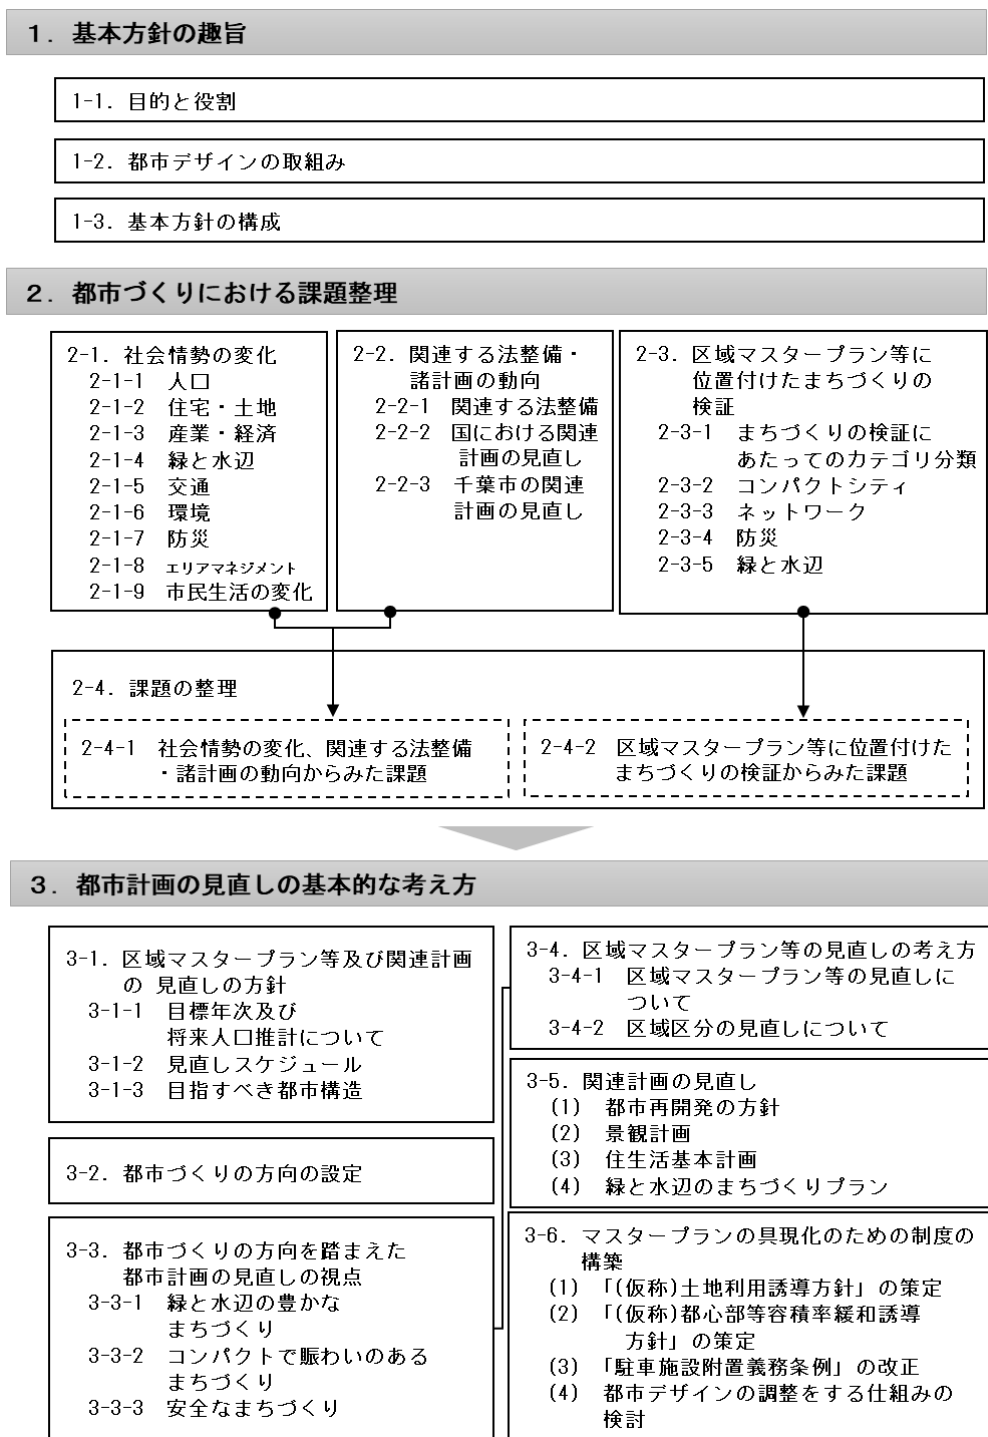 １．基本方針の趣旨
1-1．目的と役割
1-2．都市デザインの取組み
1-3．基本方針の構成
２．都市づくりにおける課題整理
2-1．社会情勢の変化
2-1-1　人口
2-1-2　住宅・土地
2-1-3　産業・経済
2-1-4　緑と水辺
2-1-5　交通
2-1-6　環境
2-1-7　防災
2-1-8　エリアマネジメント
2-1-9　市民生活の変化
2-2．関連する法整備・
諸計画の動向
2-2-1　関連する法整備
2-2-2　国における関連
計画の見直し
2-2-3　千葉市の関連
計画の見直し
2-3．区域マスタープラン等に
位置付けたまちづくりの
検証
2-3-1　まちづくりの検証に
あたってのカテゴリ分類
2-3-2　コンパクトシティ
2-3-3　ネットワーク
2-3-4　防災
2-3-5　緑と水辺
2-4．課題の整理
2-4-1　社会情勢の変化、関連する法整備
・諸計画の動向からみた課題
2-4-2　区域マスタープラン等に位置付けた
まちづくりの検証からみた課題
３．都市計画の見直しの基本的な考え方
3-1．区域マスタープラン等及び関連計画
の 見直しの方針
3-1-1　目標年次及び
将来人口推計について
3-1-2　見直しスケジュール
3-1-3　目指すべき都市構造
3-2．都市づくりの方向の設定
3-3．都市づくりの方向を踏まえた
都市計画の見直しの視点
3-3-1　緑と水辺の豊かな
まちづくり
3-3-2　コンパクトで賑わいのある
まちづくり
3-3-3　安全なまちづくり
3-4．区域マスタープラン等の見直しの考え方
3-4-1　区域マスタープラン等の見直しに
ついて
3-4-2　区域区分の見直しについて
3-5．関連計画の見直し
(1)　都市再開発の方針
(2)　景観計画
(3)　住生活基本計画
(4)　緑と水辺のまちづくりプラン
3-6．マスタープランの具現化のための制度の
構築
(1)　「(仮称)土地利用誘導方針」の策定
(2)　「(仮称)都心部等容積率緩和誘導
方針」の策定
(3)　「駐車施設附置義務条例」の改正
(4)　都市デザインの調整をする仕組みの
検討